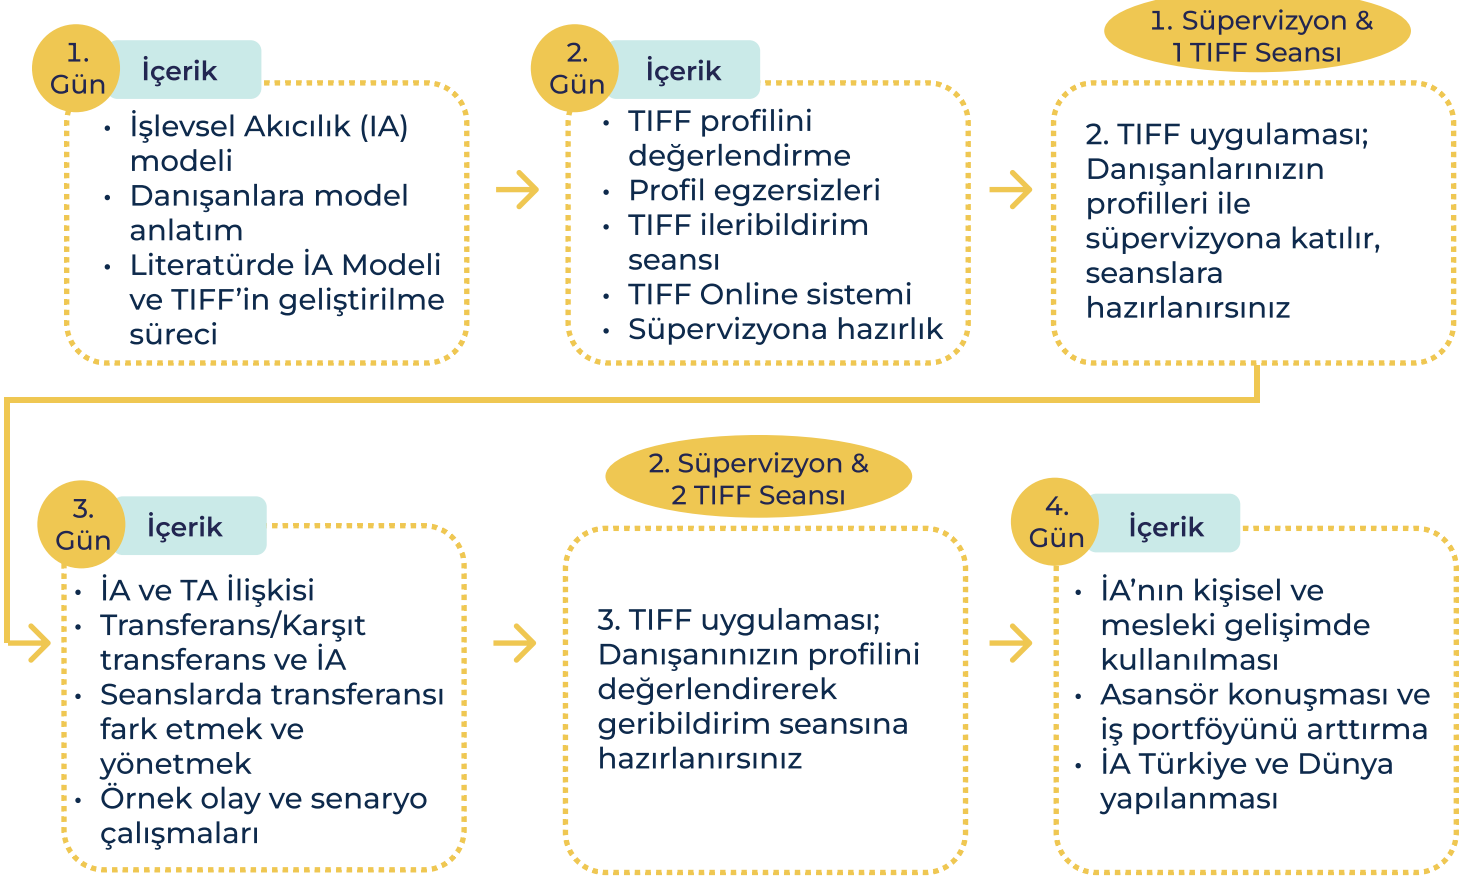 1.
Gün
İçerik
• İşlevsel Akıcılık (IA)
modeli
• Danışanlara model
anlatım
• Literatürde İA Modeli
ve TIFF’in geliştirilme
süreci
2.
Gün
İçerik
• TIFF profilini
değerlendirme
• Profil egzersizleri
• TIFF ileribildirim
seansı
• TIFF Online sistemi
• Süpervizyona hazırlık
1. Süpervizyon &
1 TIFF Seansı
2. TIFF uygulaması;
Danışanlarınızın
profilleri ile
süpervizyona katılır,
seanslara
hazırlanırsınız
3.
Gün
İçerik
• İA ve TA İlişkisi
• Transferans/Karşıt
transferans ve İA
• Seanslarda transferansı
fark etmek ve
yönetmek
• Örnek olay ve senaryo
çalışmaları
2. Süpervizyon &
2 TIFF Seansı
3. TIFF uygulaması;
Danışanınızın profilini
değerlendirerek
geribildirim seansına
hazırlanırsınız
4.
Gün
İçerik
• İA’nın kişisel ve
mesleki gelişimde
kullanılması
• Asansör konuşması ve
iş portföyünü arttırma
• İA Türkiye ve Dünya
yapılanması